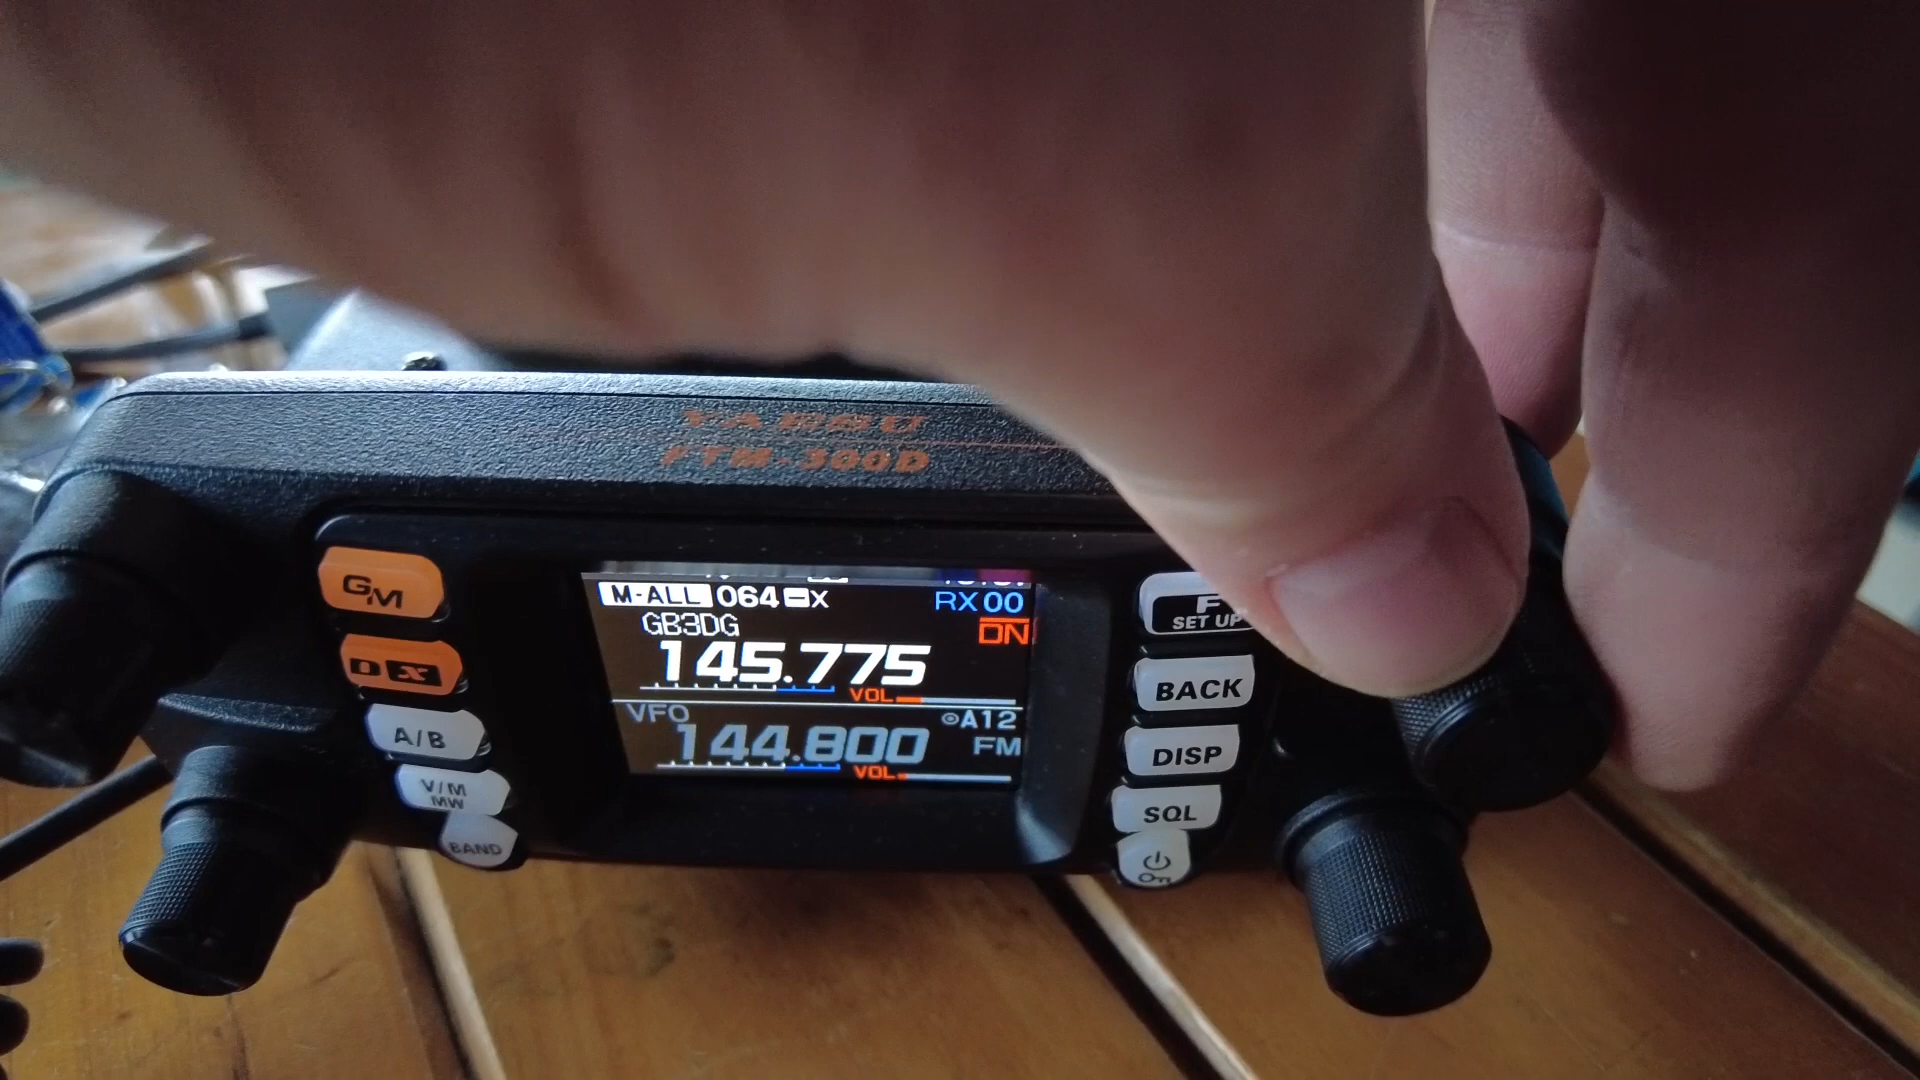 YAESU
FTM-300D
GM
DX
A/B
V/M
MW
BAND
M-ALL 064 X RX 00
GB3DG DN
145.775
VOL
VFO A12
144.800 FM
VOL
F
SET UP
BACK
DISP
SQL